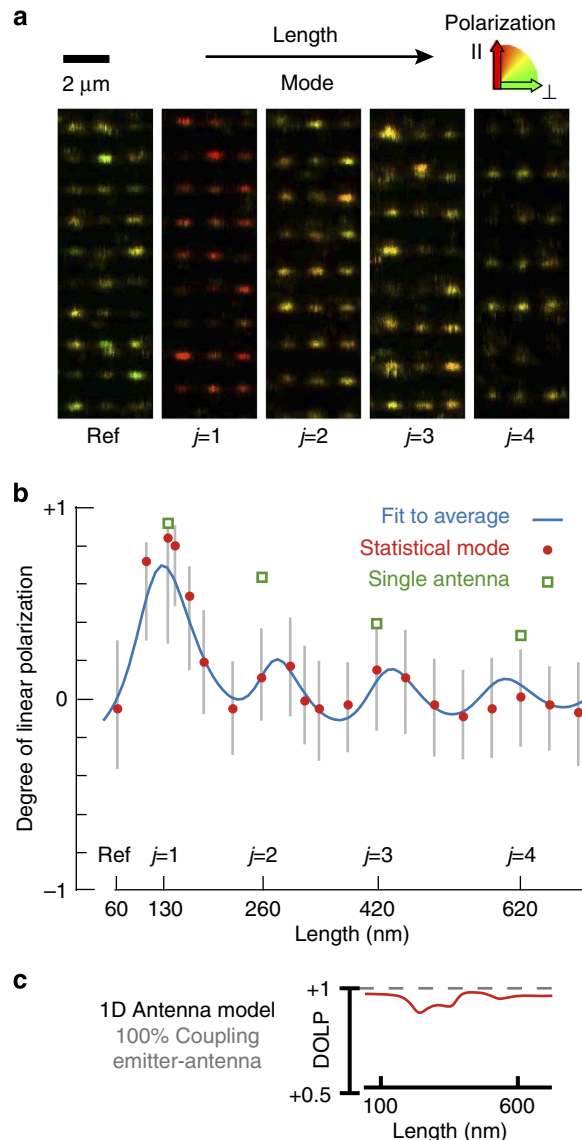 a
Length
Polarization
2 μm
Mode
||
⊥
Ref
j=1
j=2
j=3
j=4
b
+1
Fit to average
Statistical mode
Single antenna
Degree of linear polarization
0
Ref
j=1
j=2
j=3
j=4
−1
60
130
260
420
620
Length (nm)
c
1D Antenna model
100% Coupling
emitter-antenna
DOLP
+1
+0.5
100
600
Length (nm)